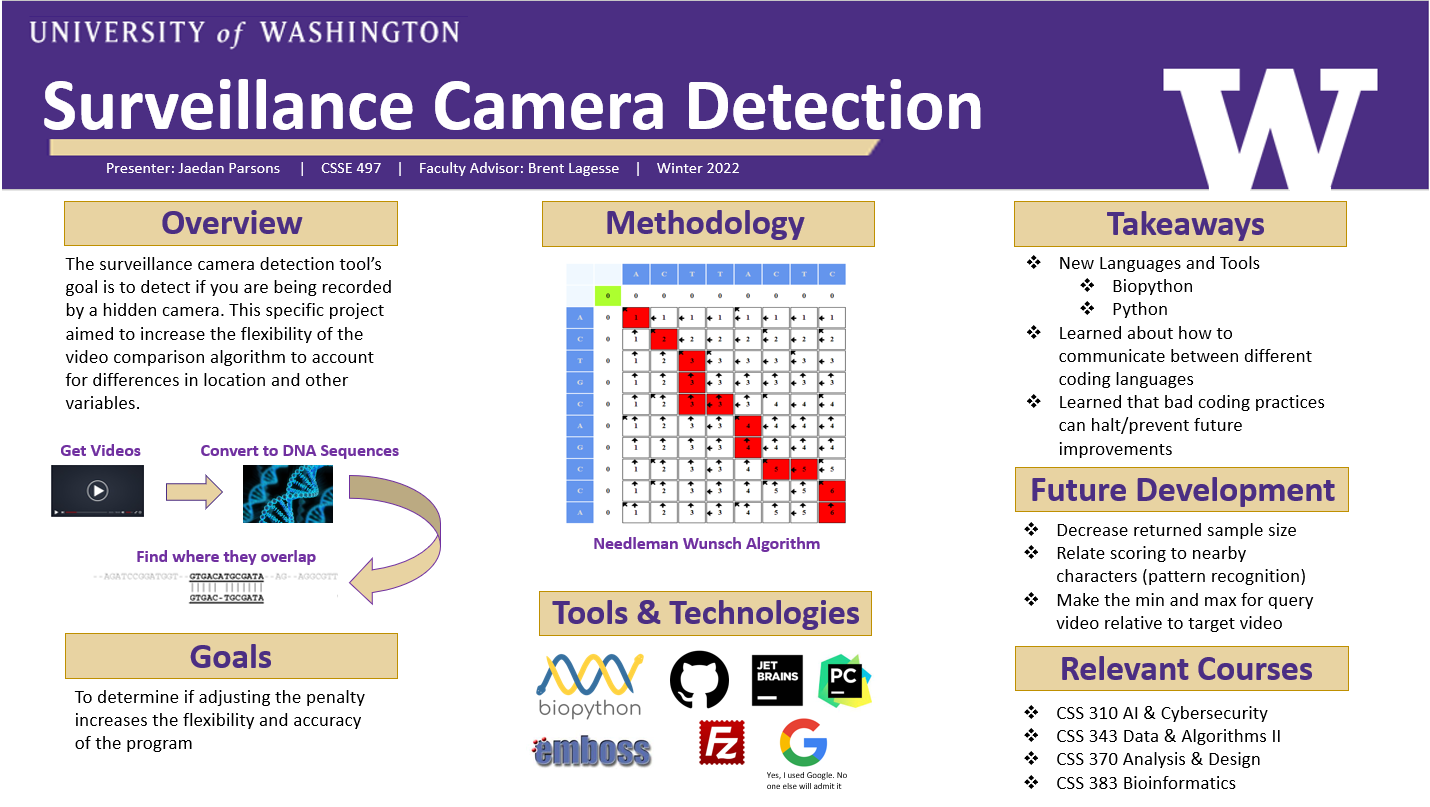 UNIVERSITY of WASHINGTON
Surveillance Camera Detection
W
Presenter: Jaedan Parsons | CSSE 497 | Faculty Advisor: Brent Lagesse | Winter 2022
Overview
The surveillance camera detection tool's
goal is to detect if you are being recorded
by a hidden camera. This specific project
aimed to increase the flexibility of the
video comparison algorithm to account
for differences in location and other
variables.
Get Videos
Convert to DNA Sequences
Find where they overlap
--AGATCCGGATGGT--GTGACATGCGATA--AG--AGGCGTT
GTGAC-TGCGATA
Goals
To determine if adjusting the penalty
increases the flexibility and accuracy
of the program
Methodology
A C T T A C T C
0 0 0 0 0 0 0 0 0
A 0 1 1 1 1 1 1 1 1
C 0 1 2 2 2 2 2 2 2
T 0 1 2 3 3 3 3 3 3
G 0 1 2 3 3 3 3 3 3
C 0 1 2 3 3 3 4 4 4
A 0 1 2 3 3 4 4 4 4
G 0 1 2 3 3 4 4 4 4
C 0 1 2 3 3 4 5 5 5
C 0 1 2 3 3 4 5 5 6
A 0 1 2 3 3 4 5 5 6
Needleman Wunsch Algorithm
Tools & Technologies
biopython
JET
BRAINS
PC
emboss
Fz
G
Yes, I used Google. No
one else will admit it
Takeaways
❖ New Languages and Tools
❖ Biopython
❖ Python
❖ Learned about how to
communicate between different
coding languages
❖ Learned that bad coding practices
can halt/prevent future
improvements
Future Development
❖ Decrease returned sample size
❖ Relate scoring to nearby
characters (pattern recognition)
❖ Make the min and max for query
video relative to target video
Relevant Courses
❖ CSS 310 AI & Cybersecurity
❖ CSS 343 Data & Algorithms II
❖ CSS 370 Analysis & Design
❖ CSS 383 Bioinformatics